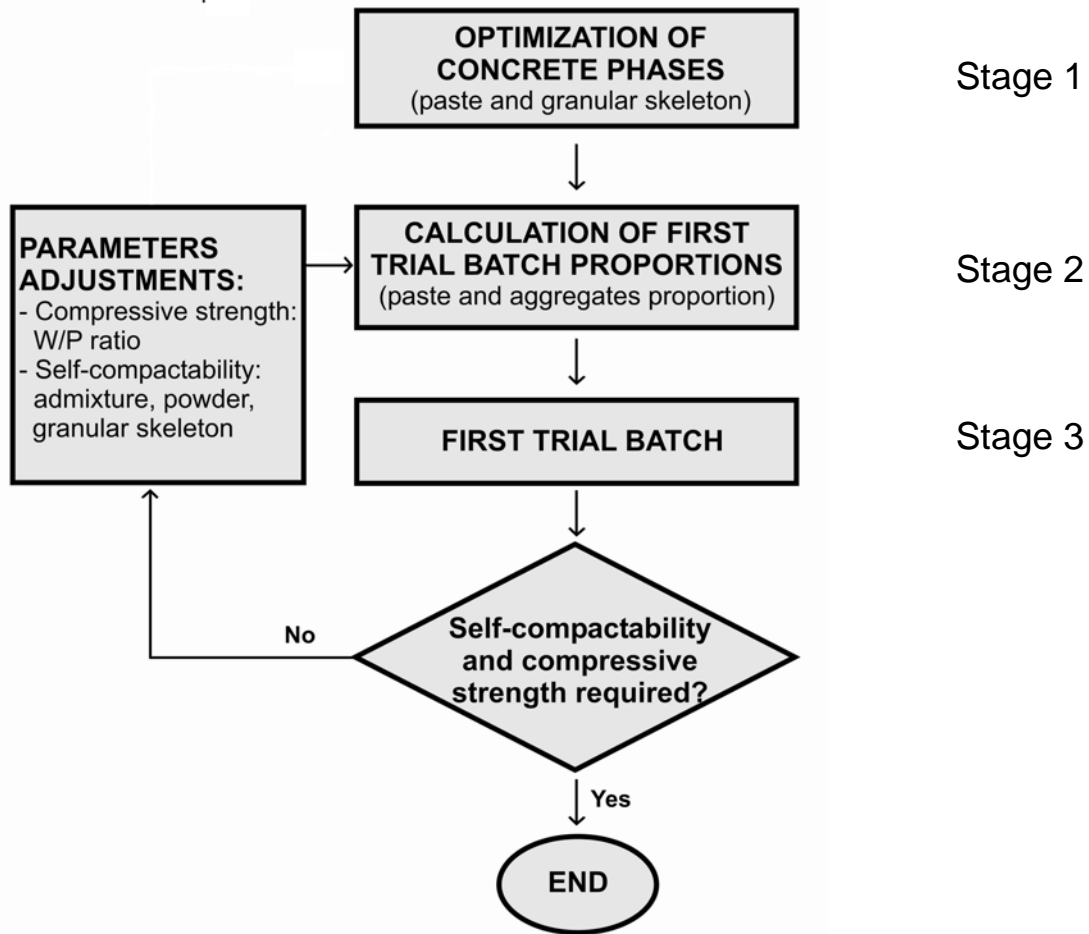 OPTIMIZATION OF
CONCRETE PHASES
(paste and granular skeleton)
Stage 1
CALCULATION OF FIRST
TRIAL BATCH PROPORTIONS
(paste and aggregates proportion)
Stage 2
PARAMETERS
ADJUSTMENTS:
- Compressive strength:
W/P ratio
- Self-compactability:
admixture, powder,
granular skeleton
FIRST TRIAL BATCH
Stage 3
No
Self-compactability
and compressive
strength required?
Yes
END